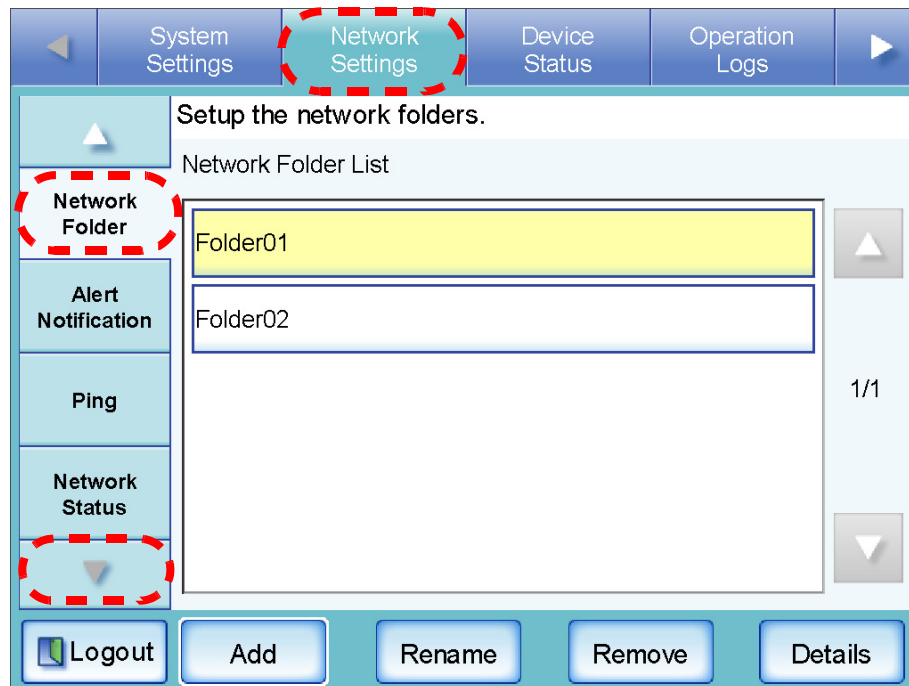 System Settings
Network Settings
Device Status
Operation Logs
Setup the network folders.
Network Folder List
Network Folder
Folder01
Alert Notification
Folder02
Ping
1/1
Network Status
Logout
Add
Rename
Remove
Details